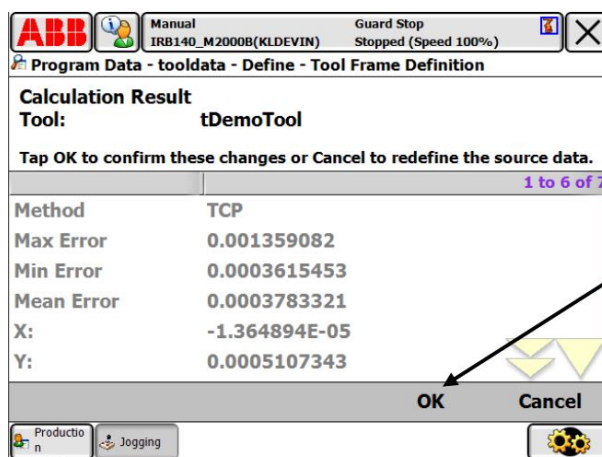 ABB
Manual
Guard Stop
IRB140_M2000B(KLDEVIN)
Stopped (Speed 100%)
Program Data - tooldata - Define - Tool Frame Definition
Calculation Result
Tool: tDemoTool
Tap OK to confirm these changes or Cancel to redefine the source data.
1 to 6 of 7
Method TCP
Max Error 0.001359082
Min Error 0.0003615453
Mean Error 0.0003783321
X: -1.364894E-05
Y: 0.0005107343
OK Cancel
Productio
n
Jogging